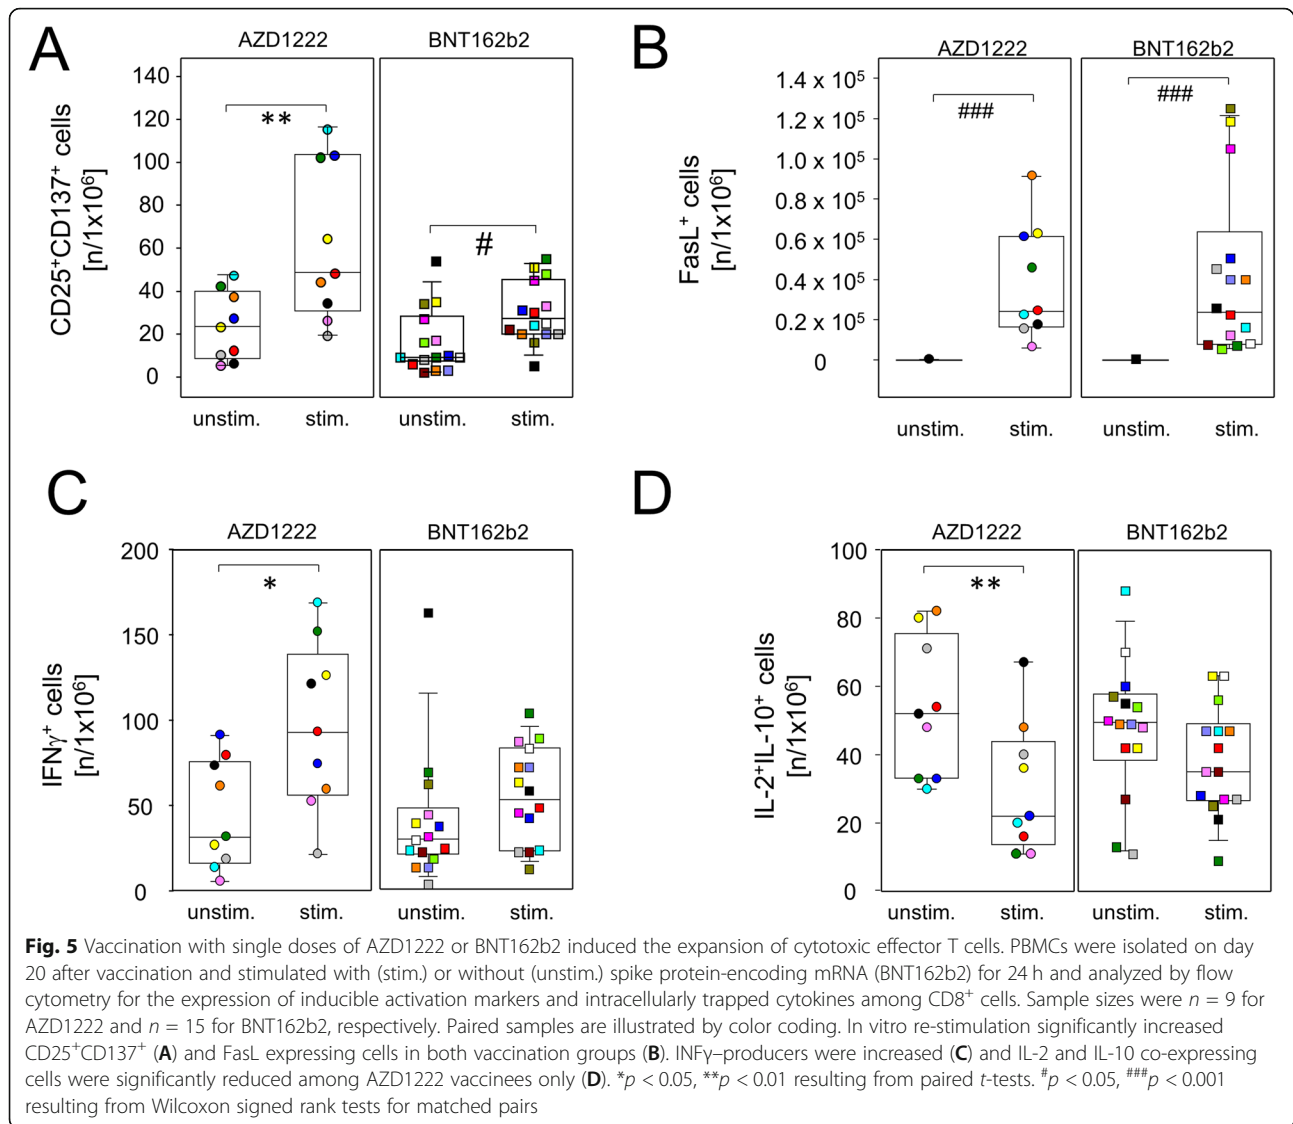 A
AZD1222
BNT162b2
CD25⁺CD137⁺ cells
[n/1x10⁶]
140
120
100
80
60
40
20
0
**
#
unstim.
stim.
unstim.
stim.
B
AZD1222
BNT162b2
FasL⁺ cells
[n/1x10⁶]
1.4 x 10⁵
1.2 x 10⁵
1.0 x 10⁵
0.8 x 10⁵
0.6 x 10⁵
0.4 x 10⁵
0.2 x 10⁵
0
###
###
unstim.
stim.
unstim.
stim.
C
AZD1222
BNT162b2
IFNγ⁺ cells
[n/1x10⁶]
200
150
100
50
0
*
unstim.
stim.
unstim.
stim.
D
AZD1222
BNT162b2
IL-2⁺IL-10⁺ cells
[n/1x10⁶]
100
80
60
40
20
0
**
unstim.
stim.
unstim.
stim.
Fig. 5 Vaccination with single doses of AZD1222 or BNT162b2 induced the expansion of cytotoxic effector T cells. PBMCs were isolated on day
20 after vaccination and stimulated with (stim.) or without (unstim.) spike protein-encoding mRNA (BNT162b2) for 24 h and analyzed by flow
cytometry for the expression of inducible activation markers and intracellularly trapped cytokines among CD8⁺ cells. Sample sizes were n = 9 for
AZD1222 and n = 15 for BNT162b2, respectively. Paired samples are illustrated by color coding. In vitro re-stimulation significantly increased
CD25⁺CD137⁺ (A) and FasL expressing cells in both vaccination groups (B). INFγ–producers were increased (C) and IL-2 and IL-10 co-expressing
cells were significantly reduced among AZD1222 vaccinees only (D). *p < 0.05, **p < 0.01 resulting from paired t-tests. #p < 0.05, ###p < 0.001
resulting from Wilcoxon signed rank tests for matched pairs